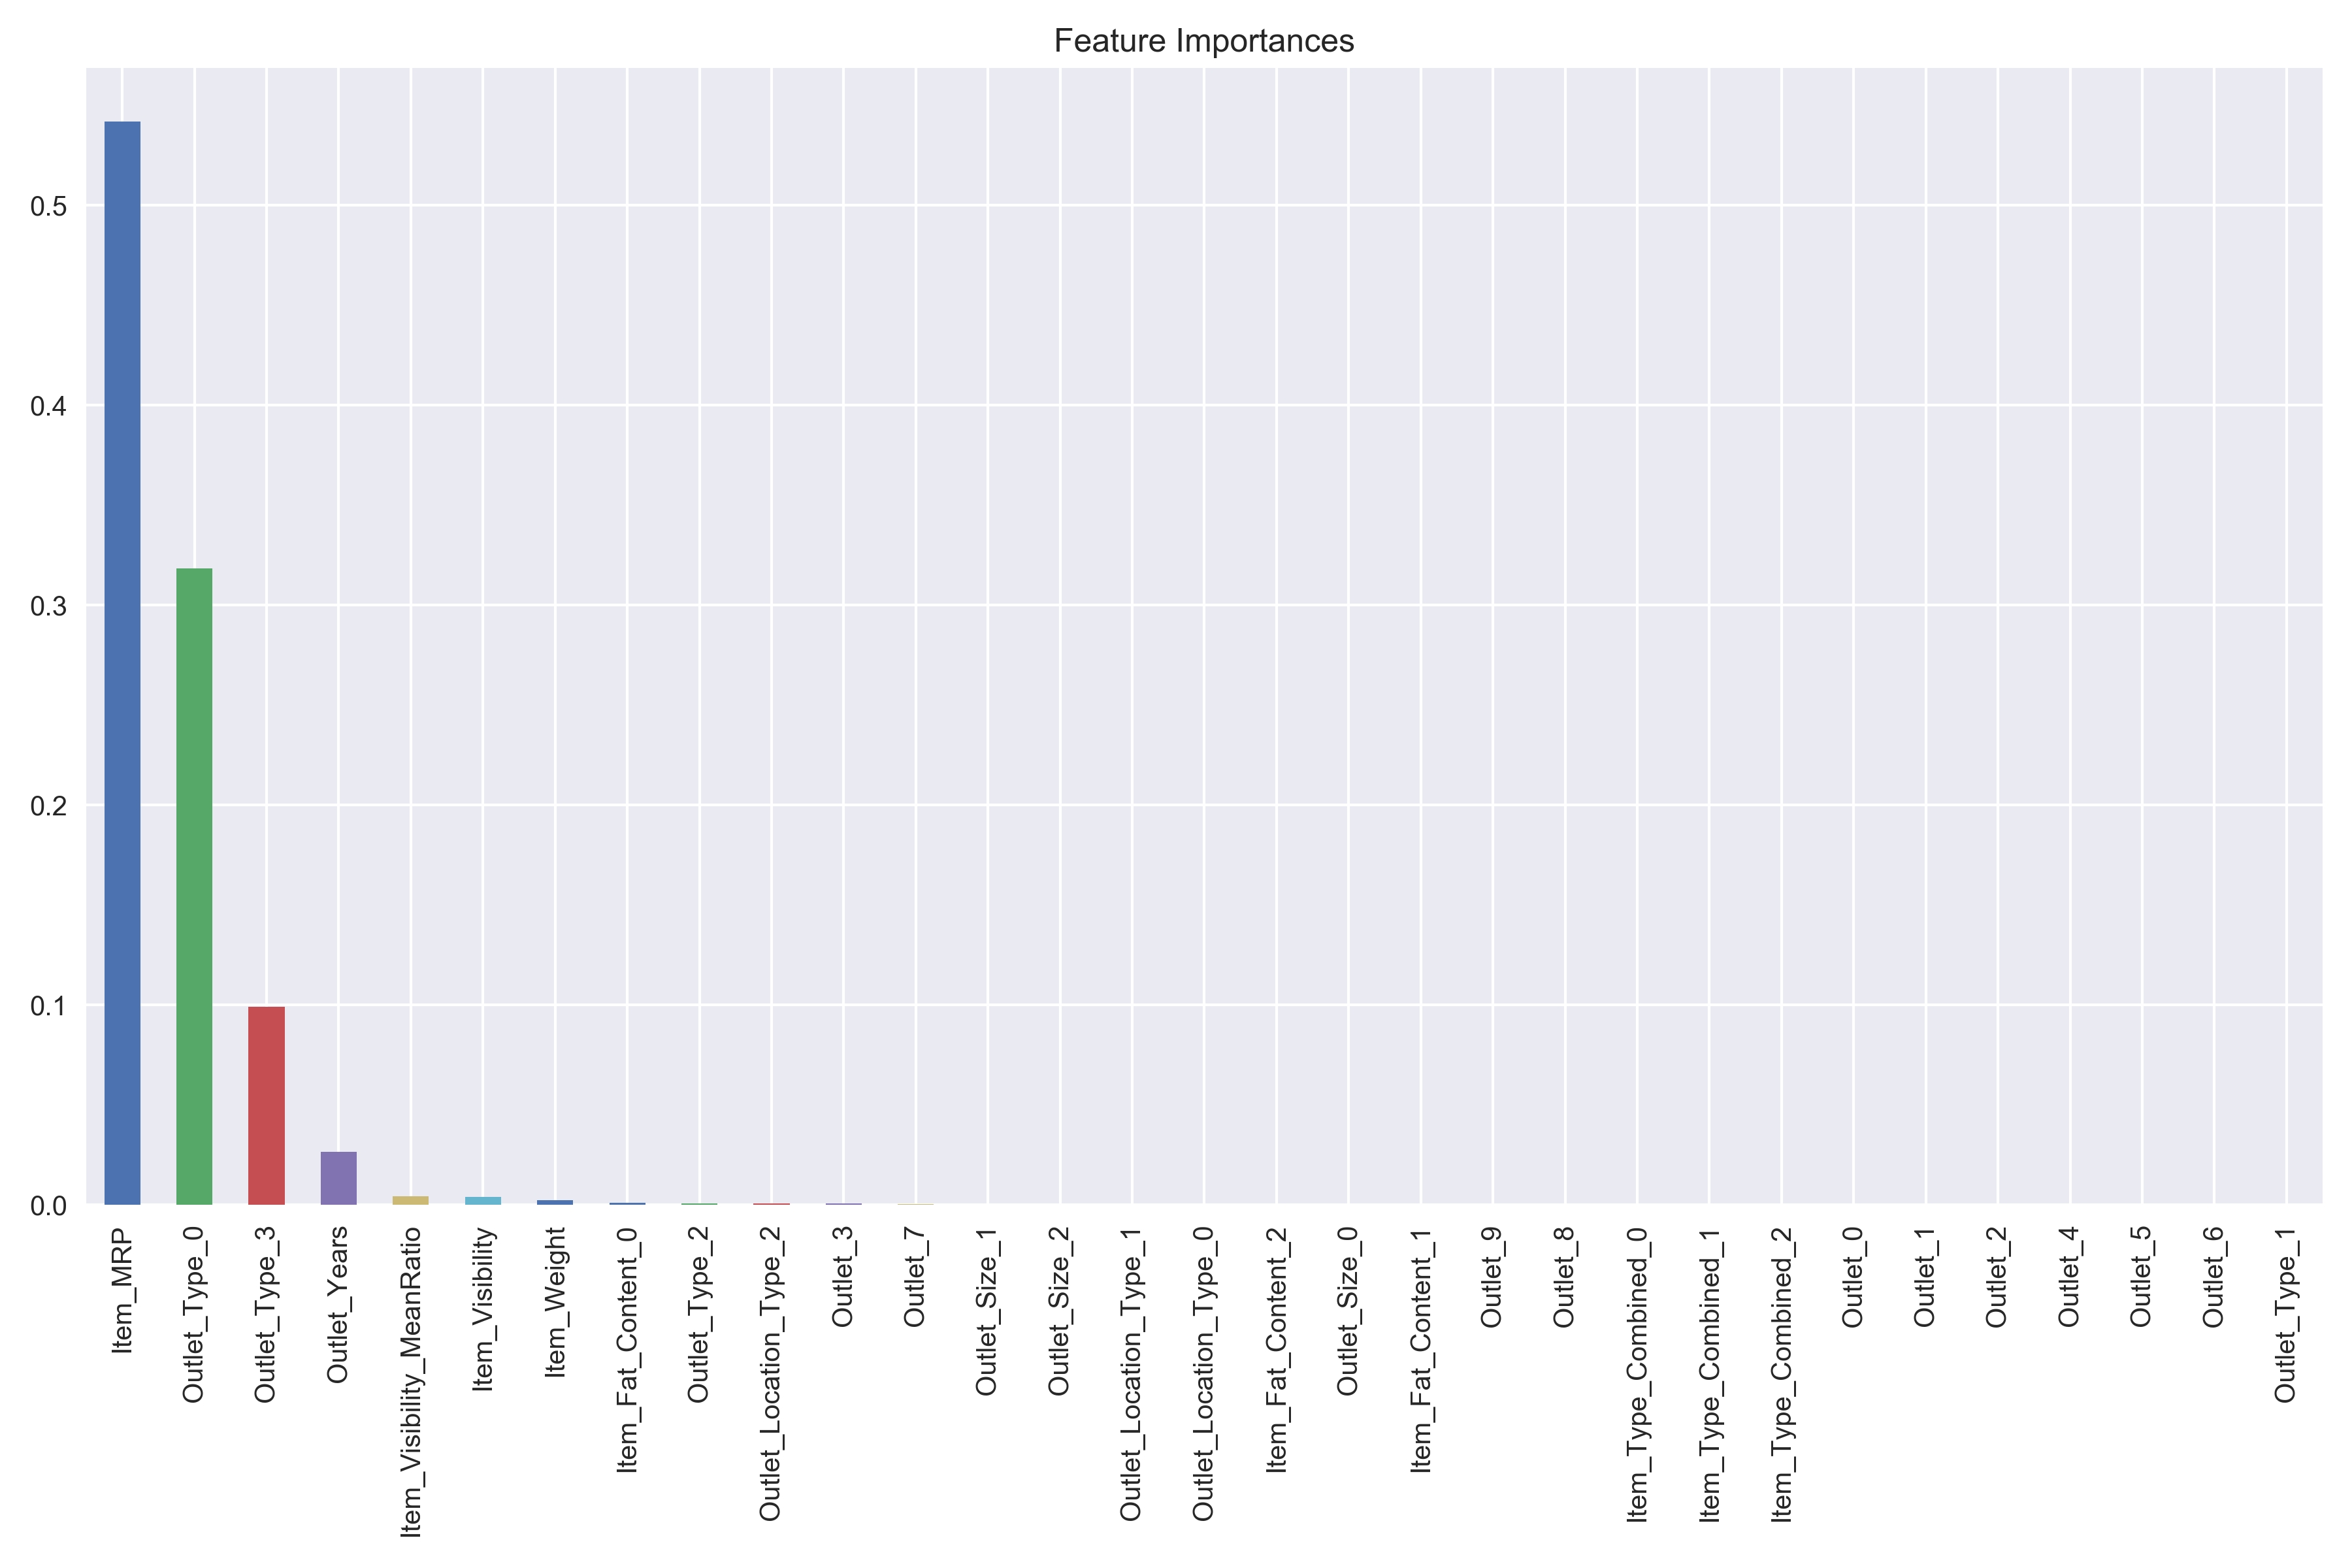 Feature Importances
0.5
0.4
0.3
0.2
0.1
0.0
Item_MRP
Outlet_Type_0
Outlet_Type_3
Outlet_Years
Item_Visibility_MeanRatio
Item_Visibility
Item_Weight
Item_Fat_Content_0
Outlet_Type_2
Outlet_Location_Type_2
Outlet_3
Outlet_7
Outlet_Size_1
Outlet_Size_2
Outlet_Location_Type_1
Outlet_Location_Type_0
Item_Fat_Content_2
Outlet_Size_0
Item_Fat_Content_1
Outlet_9
Outlet_8
Item_Type_Combined_0
Item_Type_Combined_1
Item_Type_Combined_2
Outlet_0
Outlet_1
Outlet_2
Outlet_4
Outlet_5
Outlet_6
Outlet_Type_1